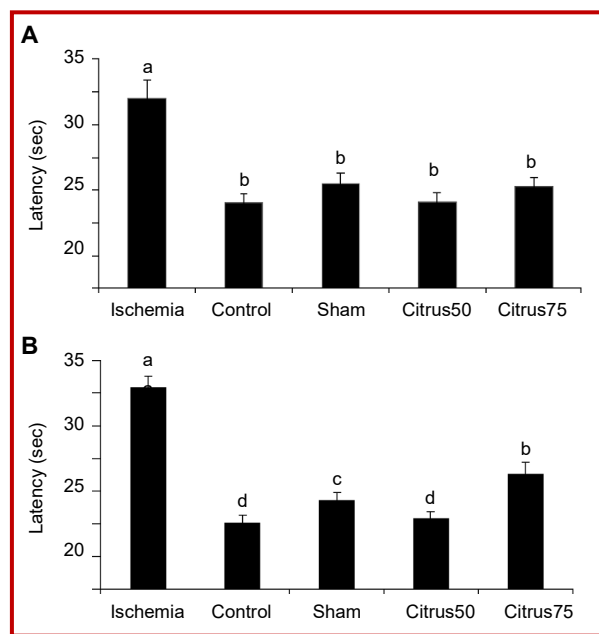 A
35
30
25
20
Latency (sec)
a
b
b
b
b
Ischemia Control Sham Citrus50 Citrus75
B
35
30
25
20
Latency (sec)
a
d
c
d
b
Ischemia Control Sham Citrus50 Citrus75